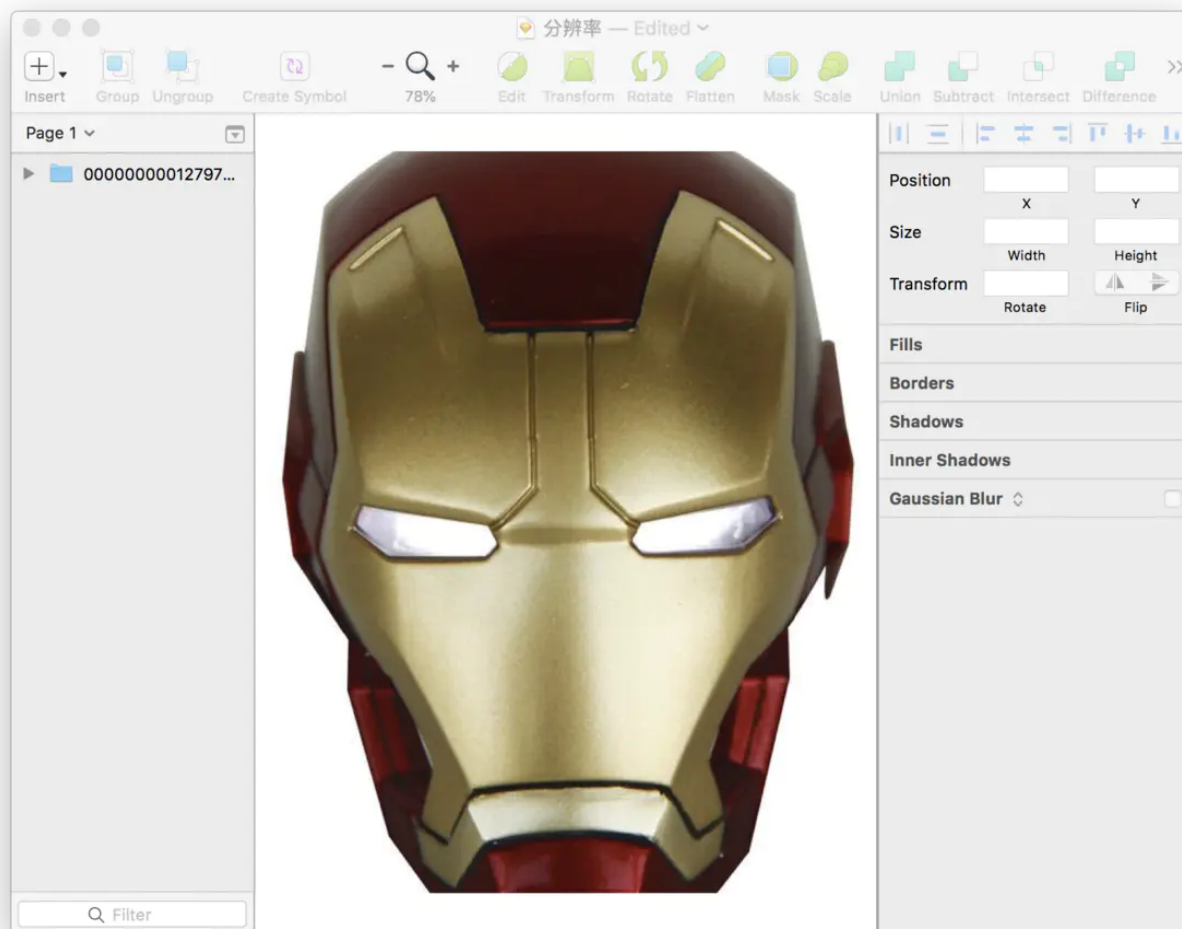 分辨率 — Edited
Insert Group Ungroup Create Symbol 78% Edit Transform Rotate Flatten Mask Scale Union Subtract Intersect Difference
Page 1
00000000012797...
Position
X Y
Size
Width Height
Transform
Rotate Flip
Fills
Borders
Shadows
Inner Shadows
Gaussian Blur
Filter